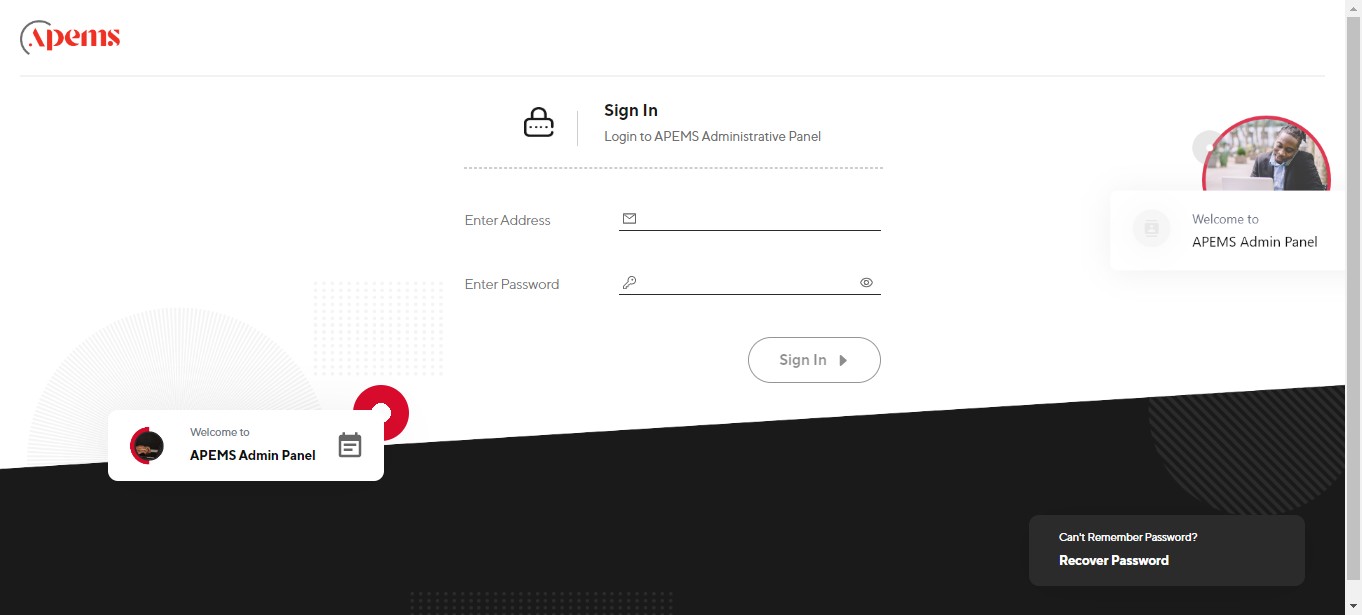 Apems
Sign In
Login to APEMS Administrative Panel
Enter Address
Enter Password
Sign In
Welcome to
APEMS Admin Panel
Welcome to
APEMS Admin Panel
Can't Remember Password?
Recover Password